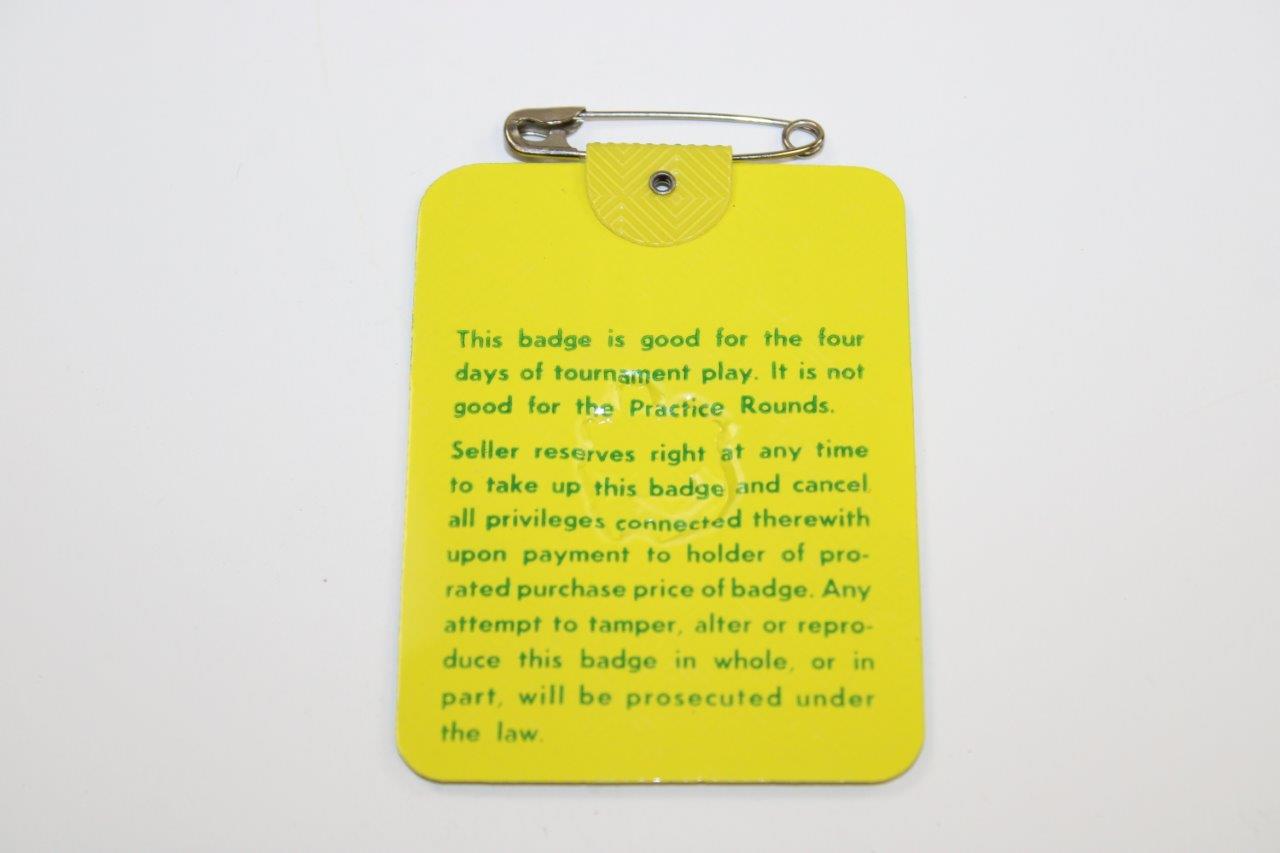 This badge is good for the four
days of tournament play. It is not
good for the Practice Rounds.
Seller reserves right at any time
to take up this badge and cancel
all privileges connected therewith
upon payment to holder of pro-
rated purchase price of badge. Any
attempt to tamper, alter or repro-
duce this badge in whole, or in
part, will be prosecuted under
the law.